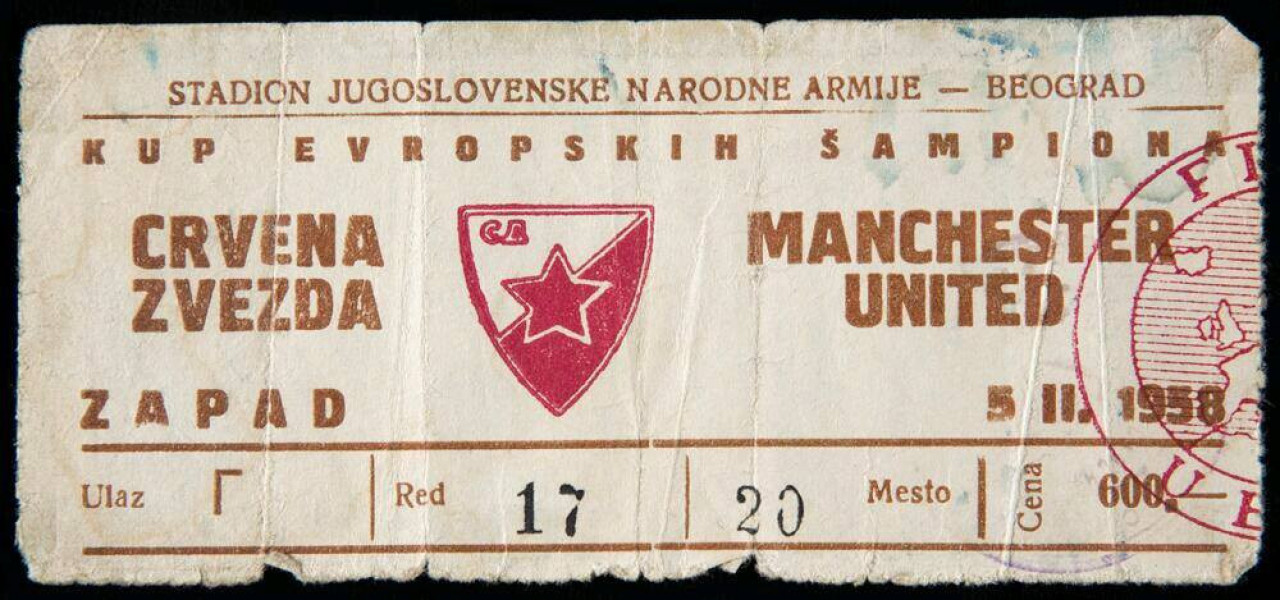 STADION JUGOSLOVENSKE NARODNE ARMIJE — BEOGRAD
KUP EVROPSKIH ŠAMPIONA
CRVENA
ZVEZDA
MANCHESTER
UNITED
ZAPAD
5 II. 1958
Ulaz Г
Red 17
20 Mesto
Cena 600,—